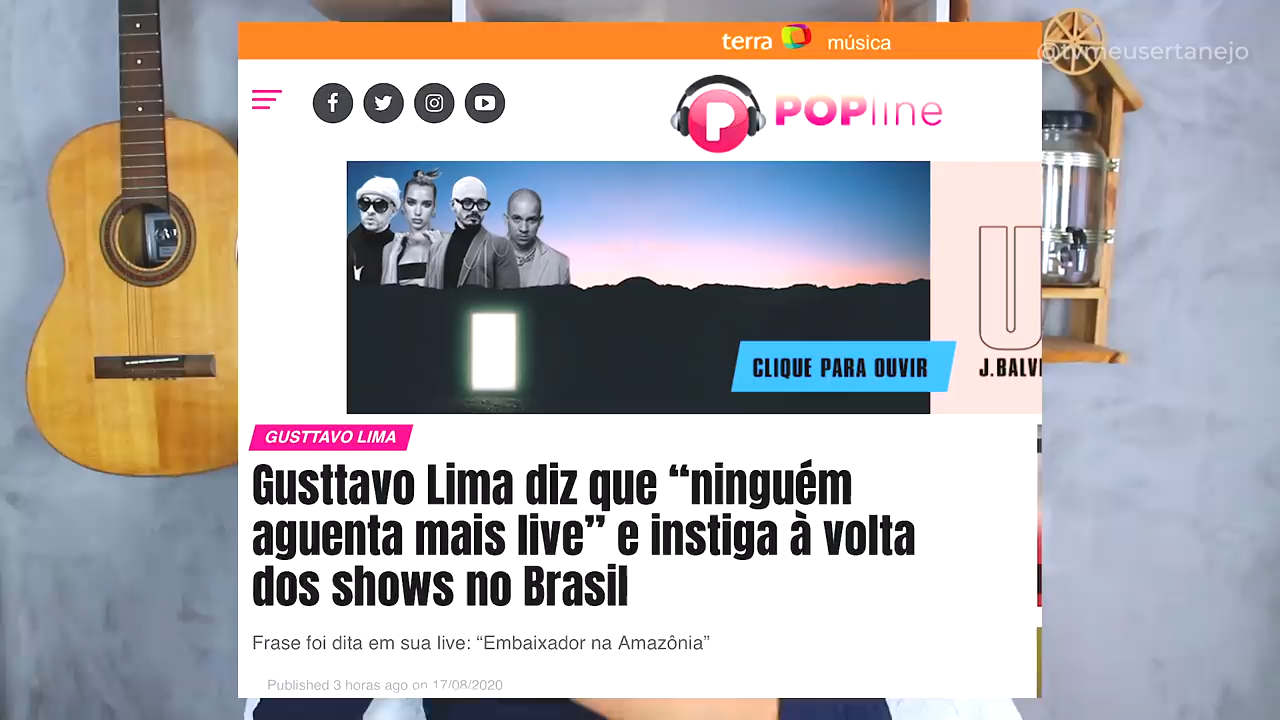 terra música
@tvmeusertanejo
POPline
CLIQUE PARA OUVIR
J.BALV
GUSTTAVO LIMA
Gusttavo Lima diz que “ninguém
aguenta mais live” e instiga à volta
dos shows no Brasil
Frase foi dita em sua live: “Embaixador na Amazônia”
Published 3 horas ago on 17/08/2020